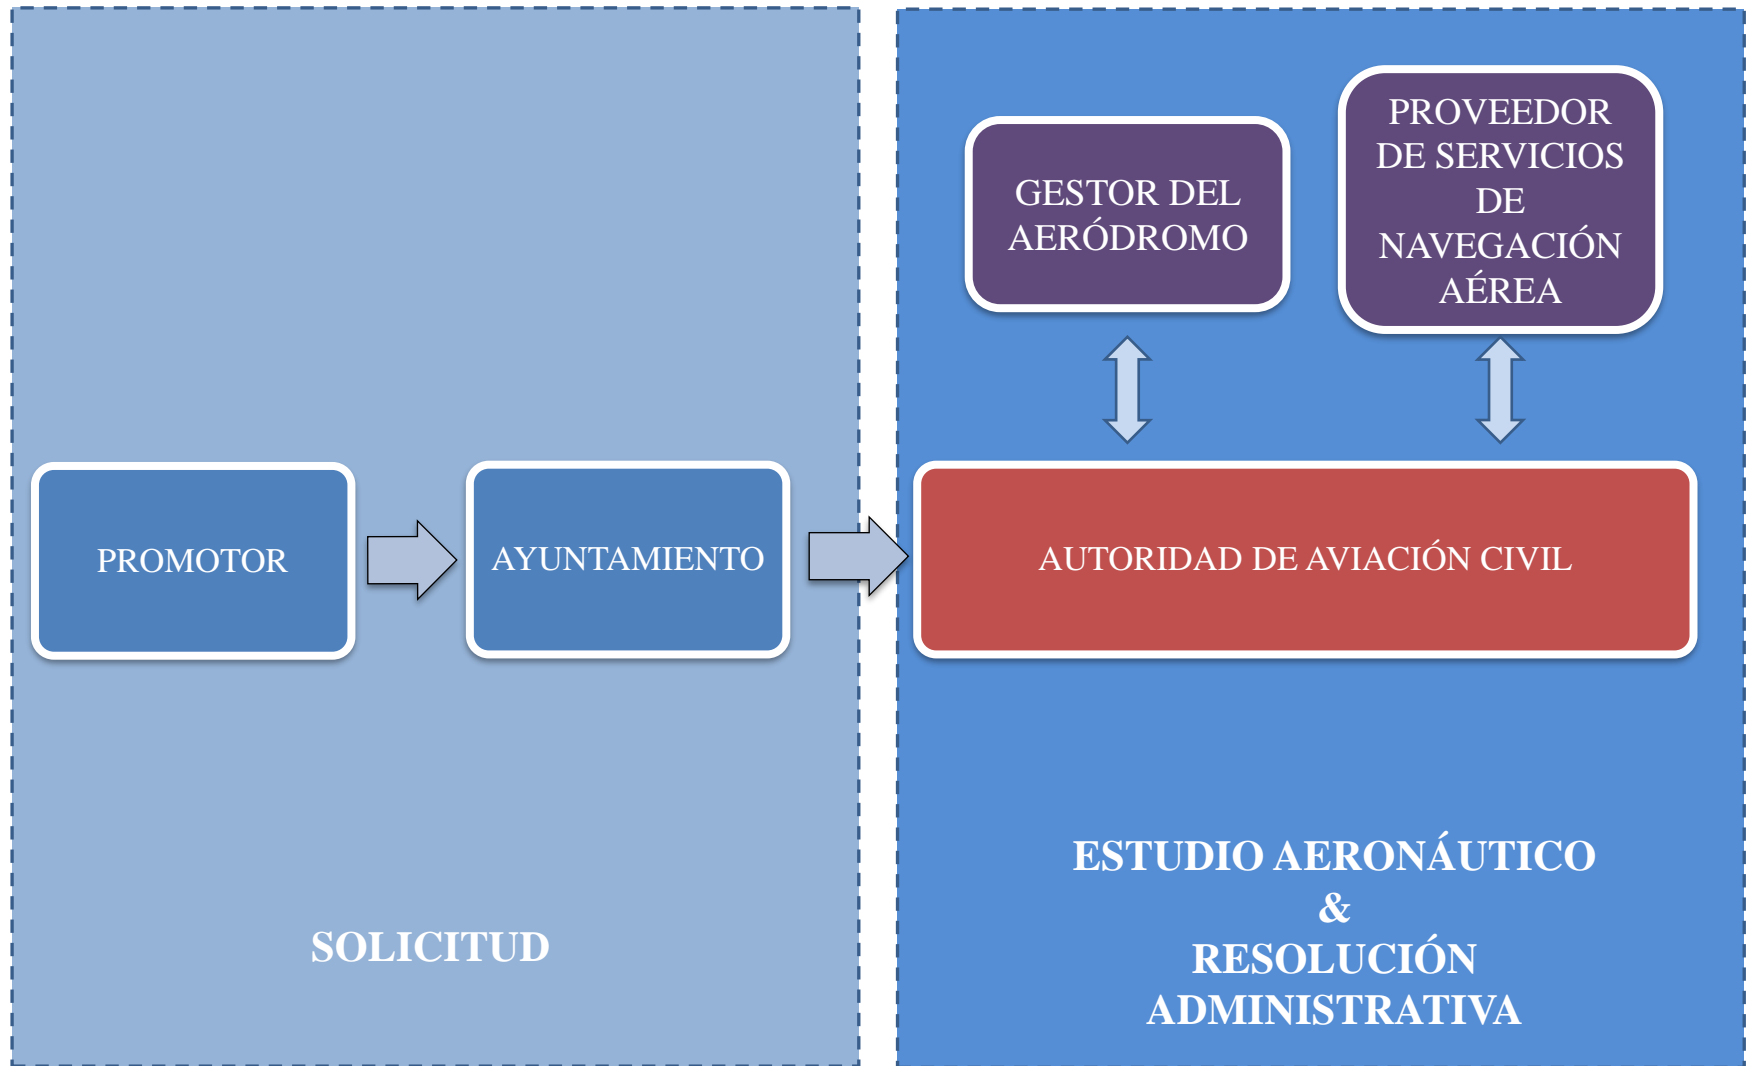 PROMOTOR
AYUNTAMIENTO
SOLICITUD
GESTOR DEL
AERÓDROMO
PROVEEDOR
DE SERVICIOS
DE
NAVEGACIÓN
AÉREA
AUTORIDAD DE AVIACIÓN CIVIL
ESTUDIO AERONÁUTICO
&
RESOLUCIÓN
ADMINISTRATIVA